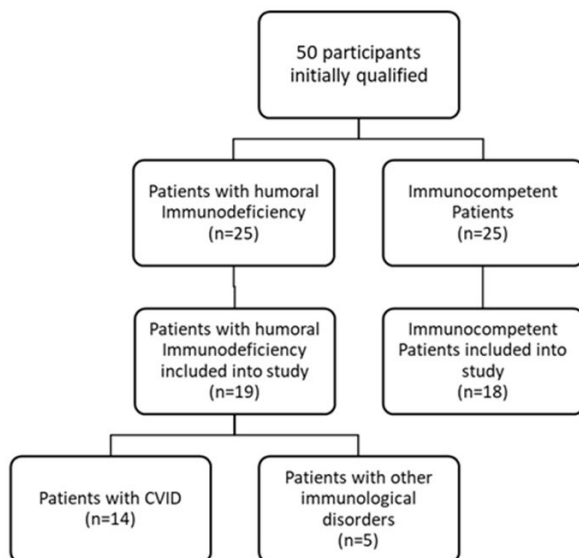 50 participants
initially qualified
Patients with humoral
Immunodeficiency
(n=25)
Immunocompetent
Patients
(n=25)
Patients with humoral
Immunodeficiency
included into study
(n=19)
Immunocompetent
Patients included into
study
(n=18)
Patients with CVID
(n=14)
Patients with other
immunological
disorders
(n=5)